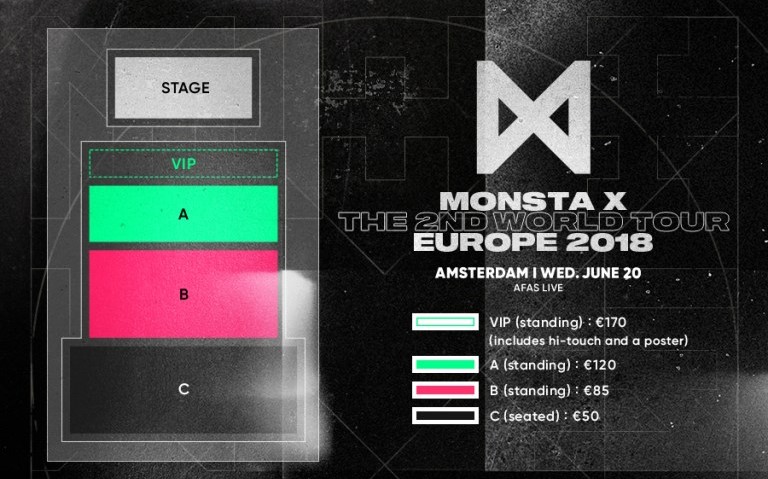 STAGE
VIP
A
B
C
MONSTA X
THE 2ND WORLD TOUR
EUROPE 2018
AMSTERDAM I WED. JUNE 20
AFAS LIVE
VIP (standing) : €170
(includes hi-touch and a poster)
A (standing) : €120
B (standing) : €85
C (seated) : €50